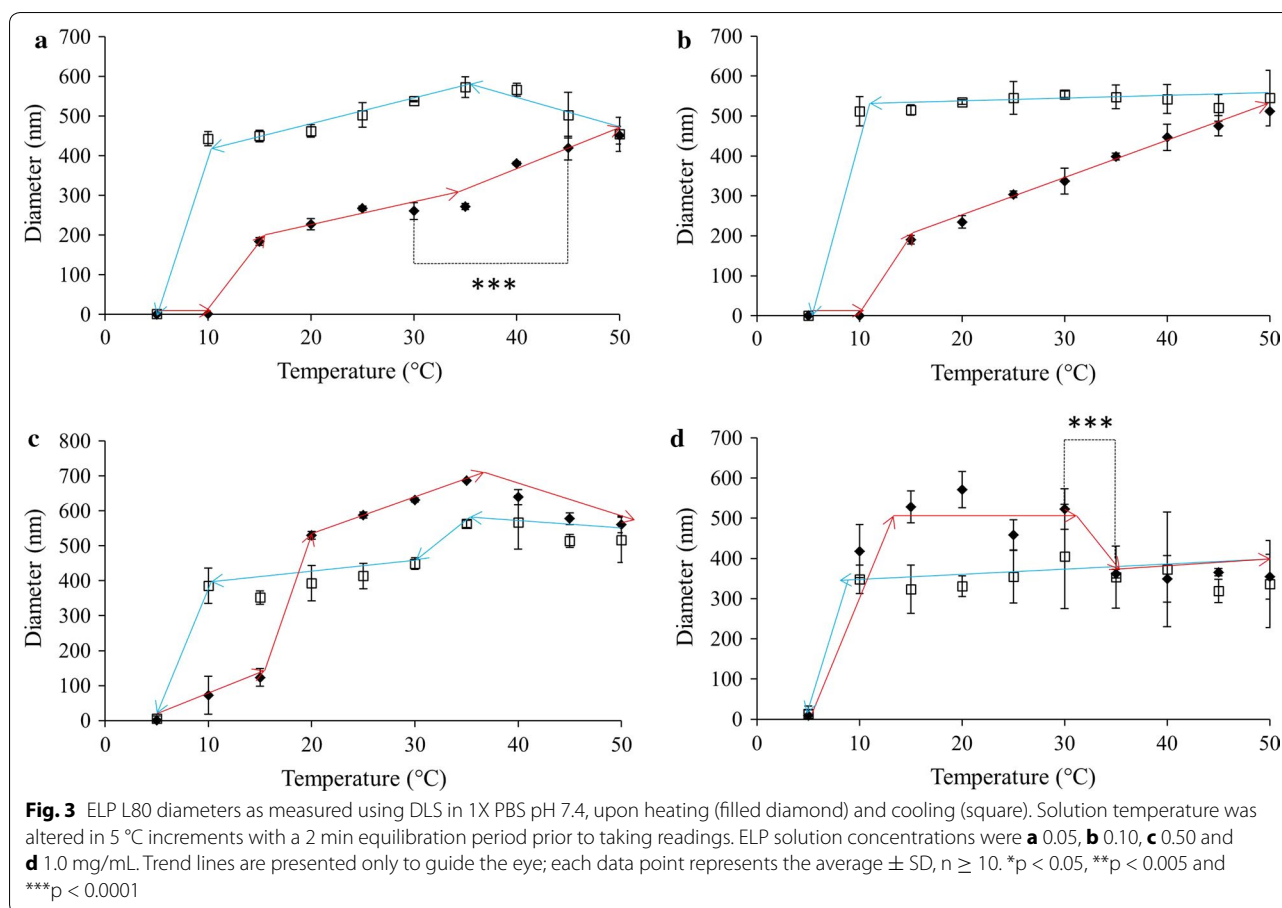 a
700
600
500
400
300
200
100
0
Diameter (nm)
0 10 20 30 40 50
Temperature (°C)
***
b
700
600
500
400
300
200
100
0
Diameter (nm)
0 10 20 30 40 50
Temperature (°C)
c
800
700
600
500
400
300
200
100
0
Diameter (nm)
0 10 20 30 40 50
Temperature (°C)
d
700
600
500
400
300
200
100
0
Diameter (nm)
0 10 20 30 40 50
Temperature (°C)
***
Fig. 3 ELP L80 diameters as measured using DLS in 1X PBS pH 7.4, upon heating (filled diamond) and cooling (square). Solution temperature was
altered in 5 °C increments with a 2 min equilibration period prior to taking readings. ELP solution concentrations were a 0.05, b 0.10, c 0.50 and
d 1.0 mg/mL. Trend lines are presented only to guide the eye; each data point represents the average ± SD, n ≥ 10. *p < 0.05, **p < 0.005 and
***p < 0.0001